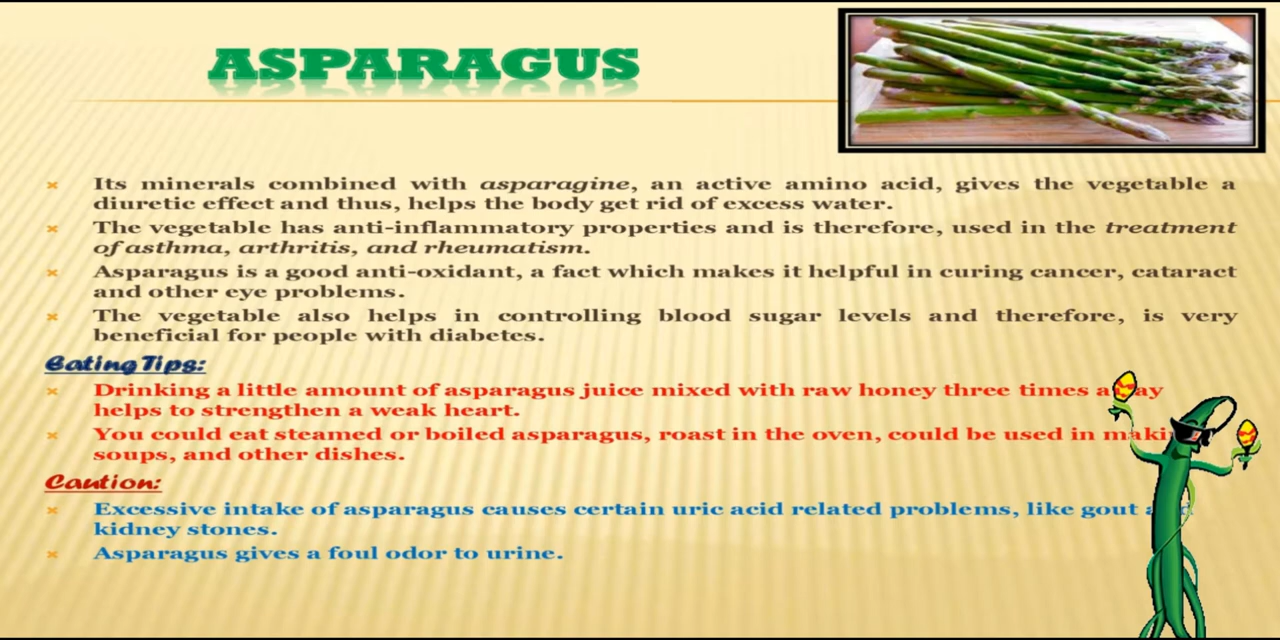 ASPARAGUS
Its minerals combined with asparagine, an active amino acid, gives the vegetable a
diuretic effect and thus, helps the body get rid of excess water.
The vegetable has anti-inflammatory properties and is therefore, used in the treatment
of asthma, arthritis, and rheumatism.
Asparagus is a good anti-oxidant, a fact which makes it helpful in curing cancer, cataract
and other eye problems.
The vegetable also helps in controlling blood sugar levels and therefore, is very
beneficial for people with diabetes.
Eating Tips:
Drinking a little amount of asparagus juice mixed with raw honey three times a
helps to strengthen a weak heart.
You could eat steamed or boiled asparagus, roast in the oven, could be used in
soups, and other dishes.
Caution:
Excessive intake of asparagus causes certain uric acid related problems, like gout
kidney stones.
Asparagus gives a foul odor to urine.